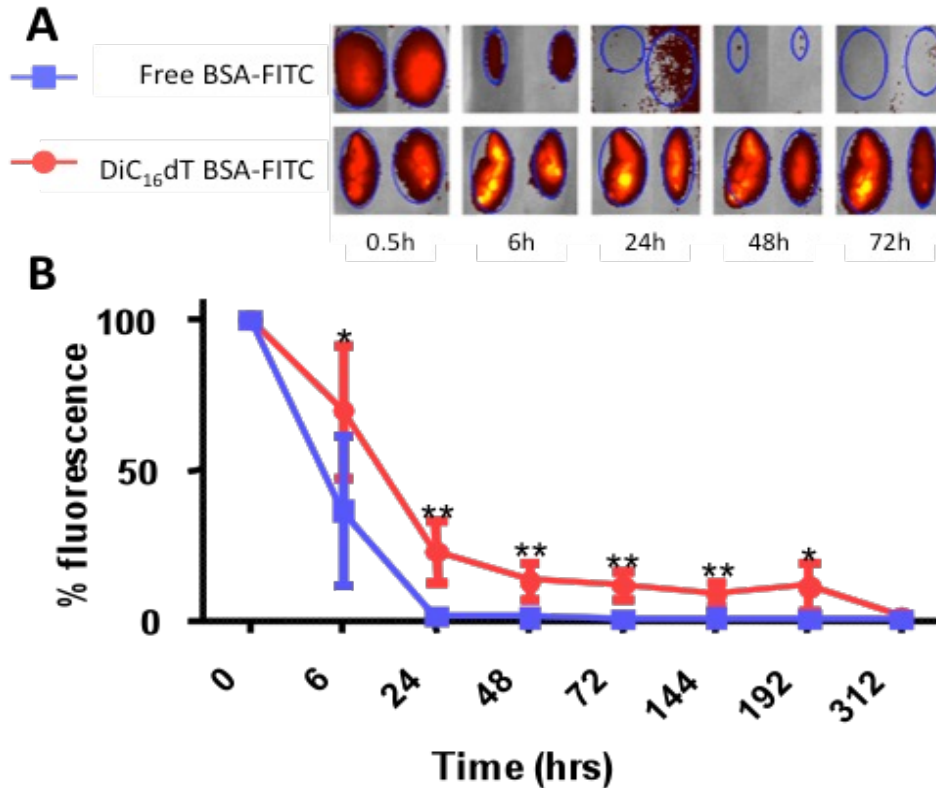 A
Free BSA-FITC
DiC₁₆dT BSA-FITC
0.5h 6h 24h 48h 72h
B
% fluorescence
100
50
0
* ** ** ** ** *
0 6 24 48 72 144 192 312
Time (hrs)